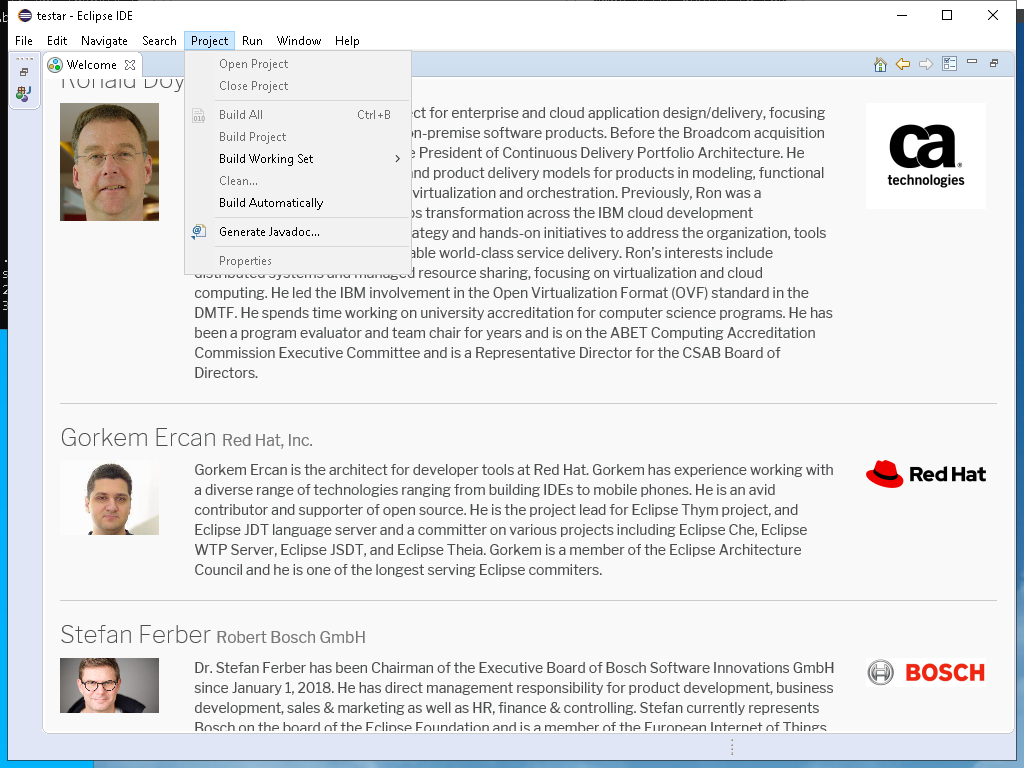 testar - Eclipse IDE
File Edit Navigate Search Project Run Window Help
Welcome
Open Project
Close Project
Build All Ctrl+B
Build Project
Build Working Set
Clean...
Build Automatically
Generate Javadoc...
Properties
Ronald Doy
ct for enterprise and cloud application design/delivery, focusing
on-premise software products. Before the Broadcom acquisition
e President of Continuous Delivery Portfolio Architecture. He
nd product delivery models for products in modeling, functional
virtualization and orchestration. Previously, Ron was a
ps transformation across the IBM cloud development
ategy and hands-on initiatives to address the organization, tools
able world-class service delivery. Ron's interests include
distributed systems and managed resource sharing, focusing on virtualization and cloud
computing. He led the IBM involvement in the Open Virtualization Format (OVF) standard in the
DMTF. He spends time working on university accreditation for computer science programs. He has
been a program evaluator and team chair for years and is on the ABET Computing Accreditation
Commission Executive Committee and is a Representative Director for the CSAB Board of
Directors.
ca
technologies
Gorkem Ercan Red Hat, Inc.
Gorkem Ercan is the architect for developer tools at Red Hat. Gorkem has experience working with
a diverse range of technologies ranging from building IDEs to mobile phones. He is an avid
contributor and supporter of open source. He is the project lead for Eclipse Thym project, and
Eclipse JDT language server and a committer on various projects including Eclipse Che, Eclipse
WTP Server, Eclipse JSDT, and Eclipse Theia. Gorkem is a member of the Eclipse Architecture
Council and he is one of the longest serving Eclipse commiters.
Red Hat
Stefan Ferber Robert Bosch GmbH
Dr. Stefan Ferber has been Chairman of the Executive Board of Bosch Software Innovations GmbH
since January 1, 2018. He has direct management responsibility for product development, business
development, sales & marketing as well as HR, finance & controlling. Stefan currently represents
Bosch on the board of the Eclipse Foundation and is a member of the European Internet of Things
BOSCH